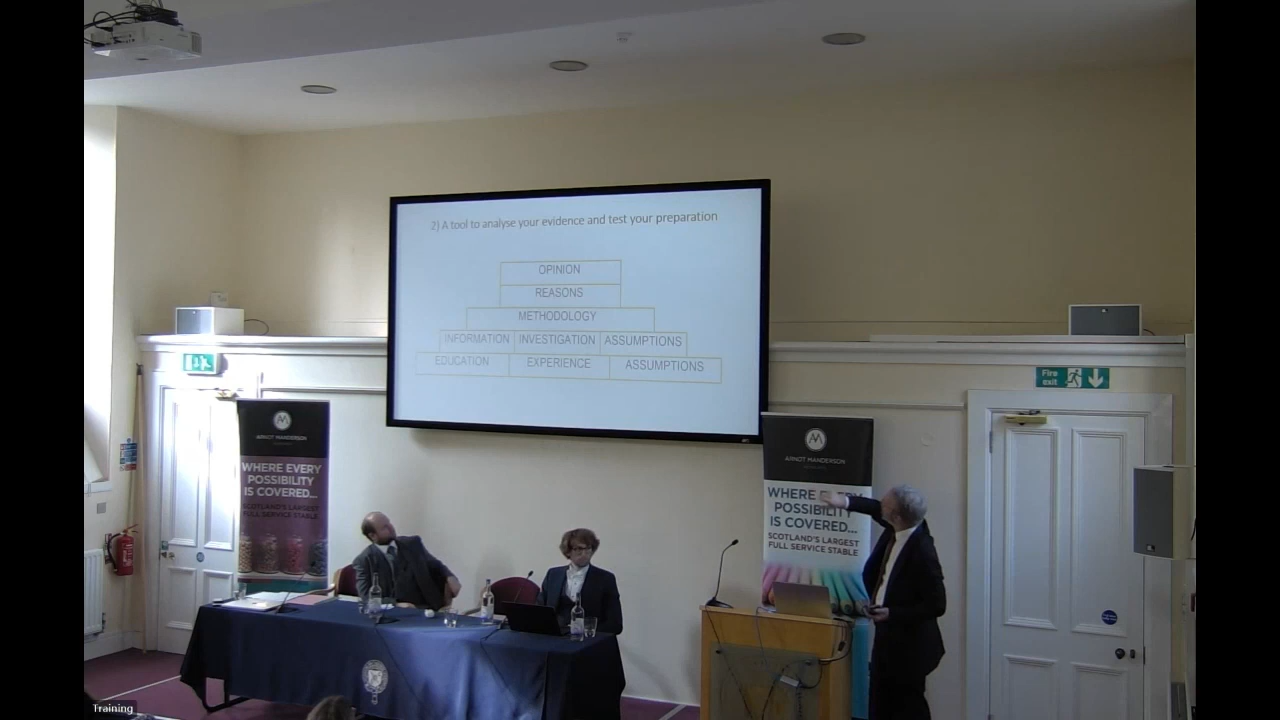 2) A tool to analyse your evidence and test your preparation
OPINION
REASONS
METHODOLOGY
INFORMATION INVESTIGATION ASSUMPTIONS
EDUCATION EXPERIENCE ASSUMPTIONS
Fire exit
ARNOT MANDERSON
WHERE EVERY
POSSIBILITY
IS COVERED...
SCOTLAND'S LARGEST
FULL SERVICE STABLE
ARNOT MANDERSON
WHERE EVERY
POSSIBILITY
IS COVERED...
SCOTLAND'S LARGEST
FULL SERVICE STABLE
Training